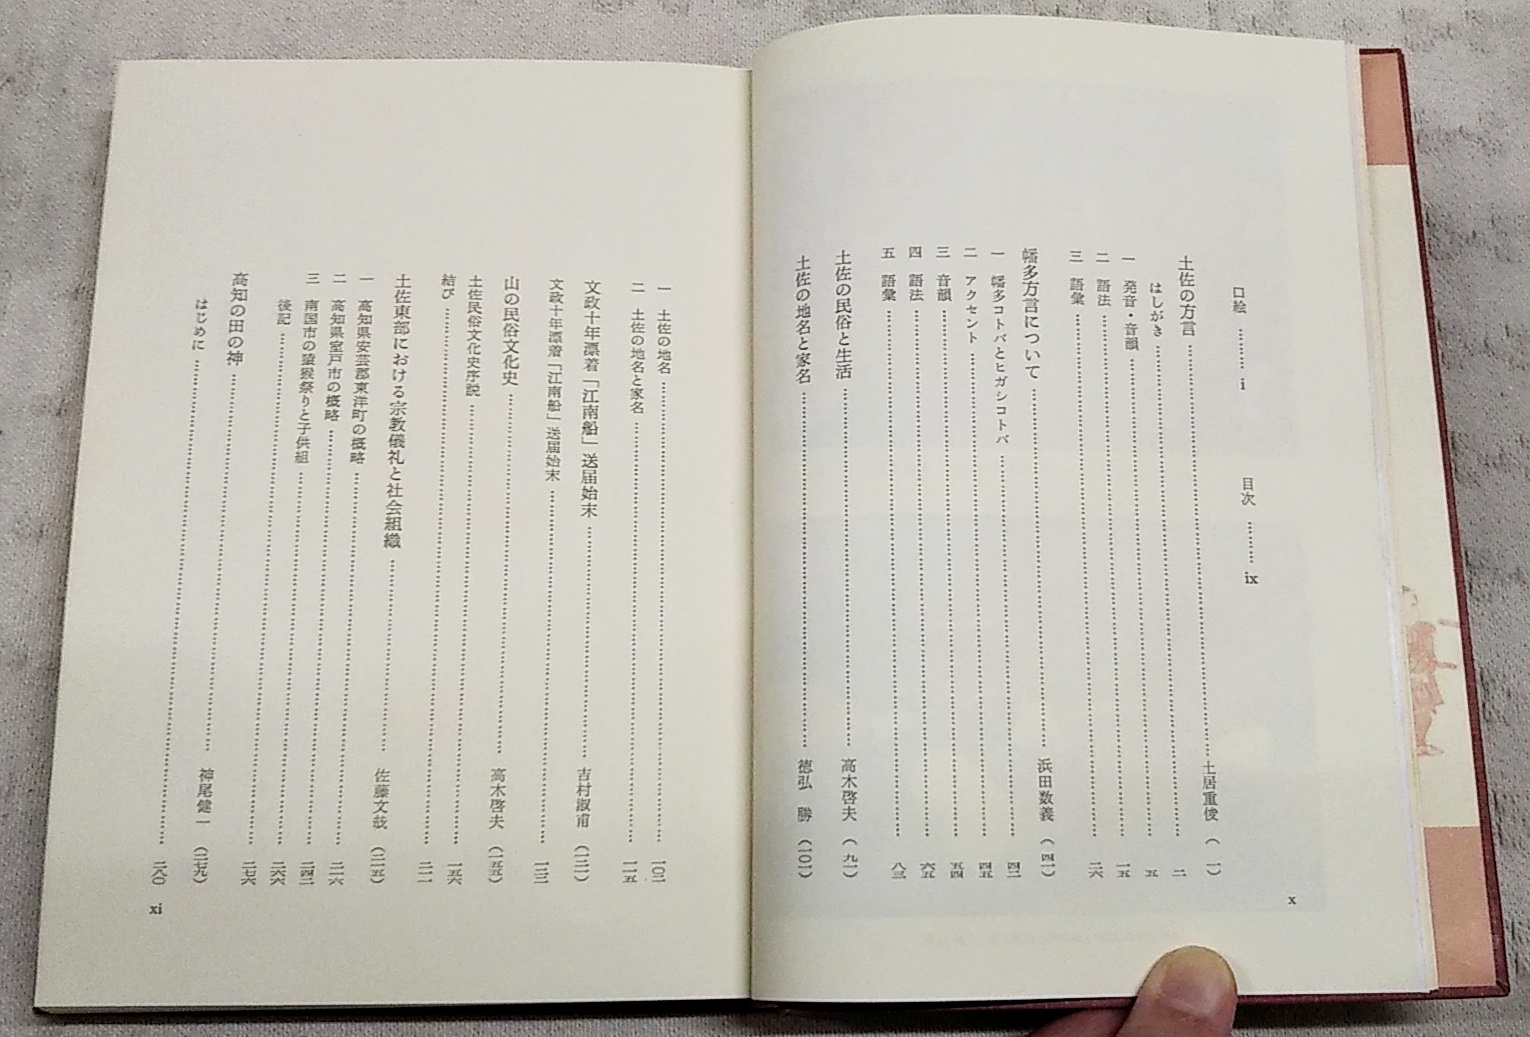 口絵 ……… i　目次 ……… ix
土佐の方言 ……… 土居重俊（一）
はしがき ……… 二
一　発音・音韻 ……… 五
二　語法 ……… 一五
三　語彙 ……… 二六
幡多方言について ……… 浜田数義（四一）
一　幡多コトバとヒガシコトバ ……… 四二
二　アクセント ……… 四五
三　音韻 ……… 五四
四　語法 ……… 六五
五　語彙 ……… 八三
土佐の民俗と生活 ……… 高木啓夫（九一）
土佐の地名と家名 ……… 徳弘　勝（一〇一）
x
一　土佐の地名 ……… 一〇二
二　土佐の地名と家名 ……… 一一五
文政十年漂着「江南船」送届始末 ……… 吉村淑甫（一三一）
文政十年漂着「江南船」送届始末 ……… 一三二
山の民俗文化史 ……… 高木啓夫（一五五）
土佐民俗文化史序説 ……… 一五六
結び ……… 二一一
土佐東部における宗教儀礼と社会組織 ……… 佐藤文哉（二一五）
一　高知県安芸郡東洋町の概略 ……… 二一六
二　高知県室戸市の概略 ……… 二四二
三　南国市の猿猴祭りと子供組 ……… 二六六
後記 ……… 二七六
高知の田の神 ……… 神尾健一（二七九）
はじめに ……… 二八〇
xi